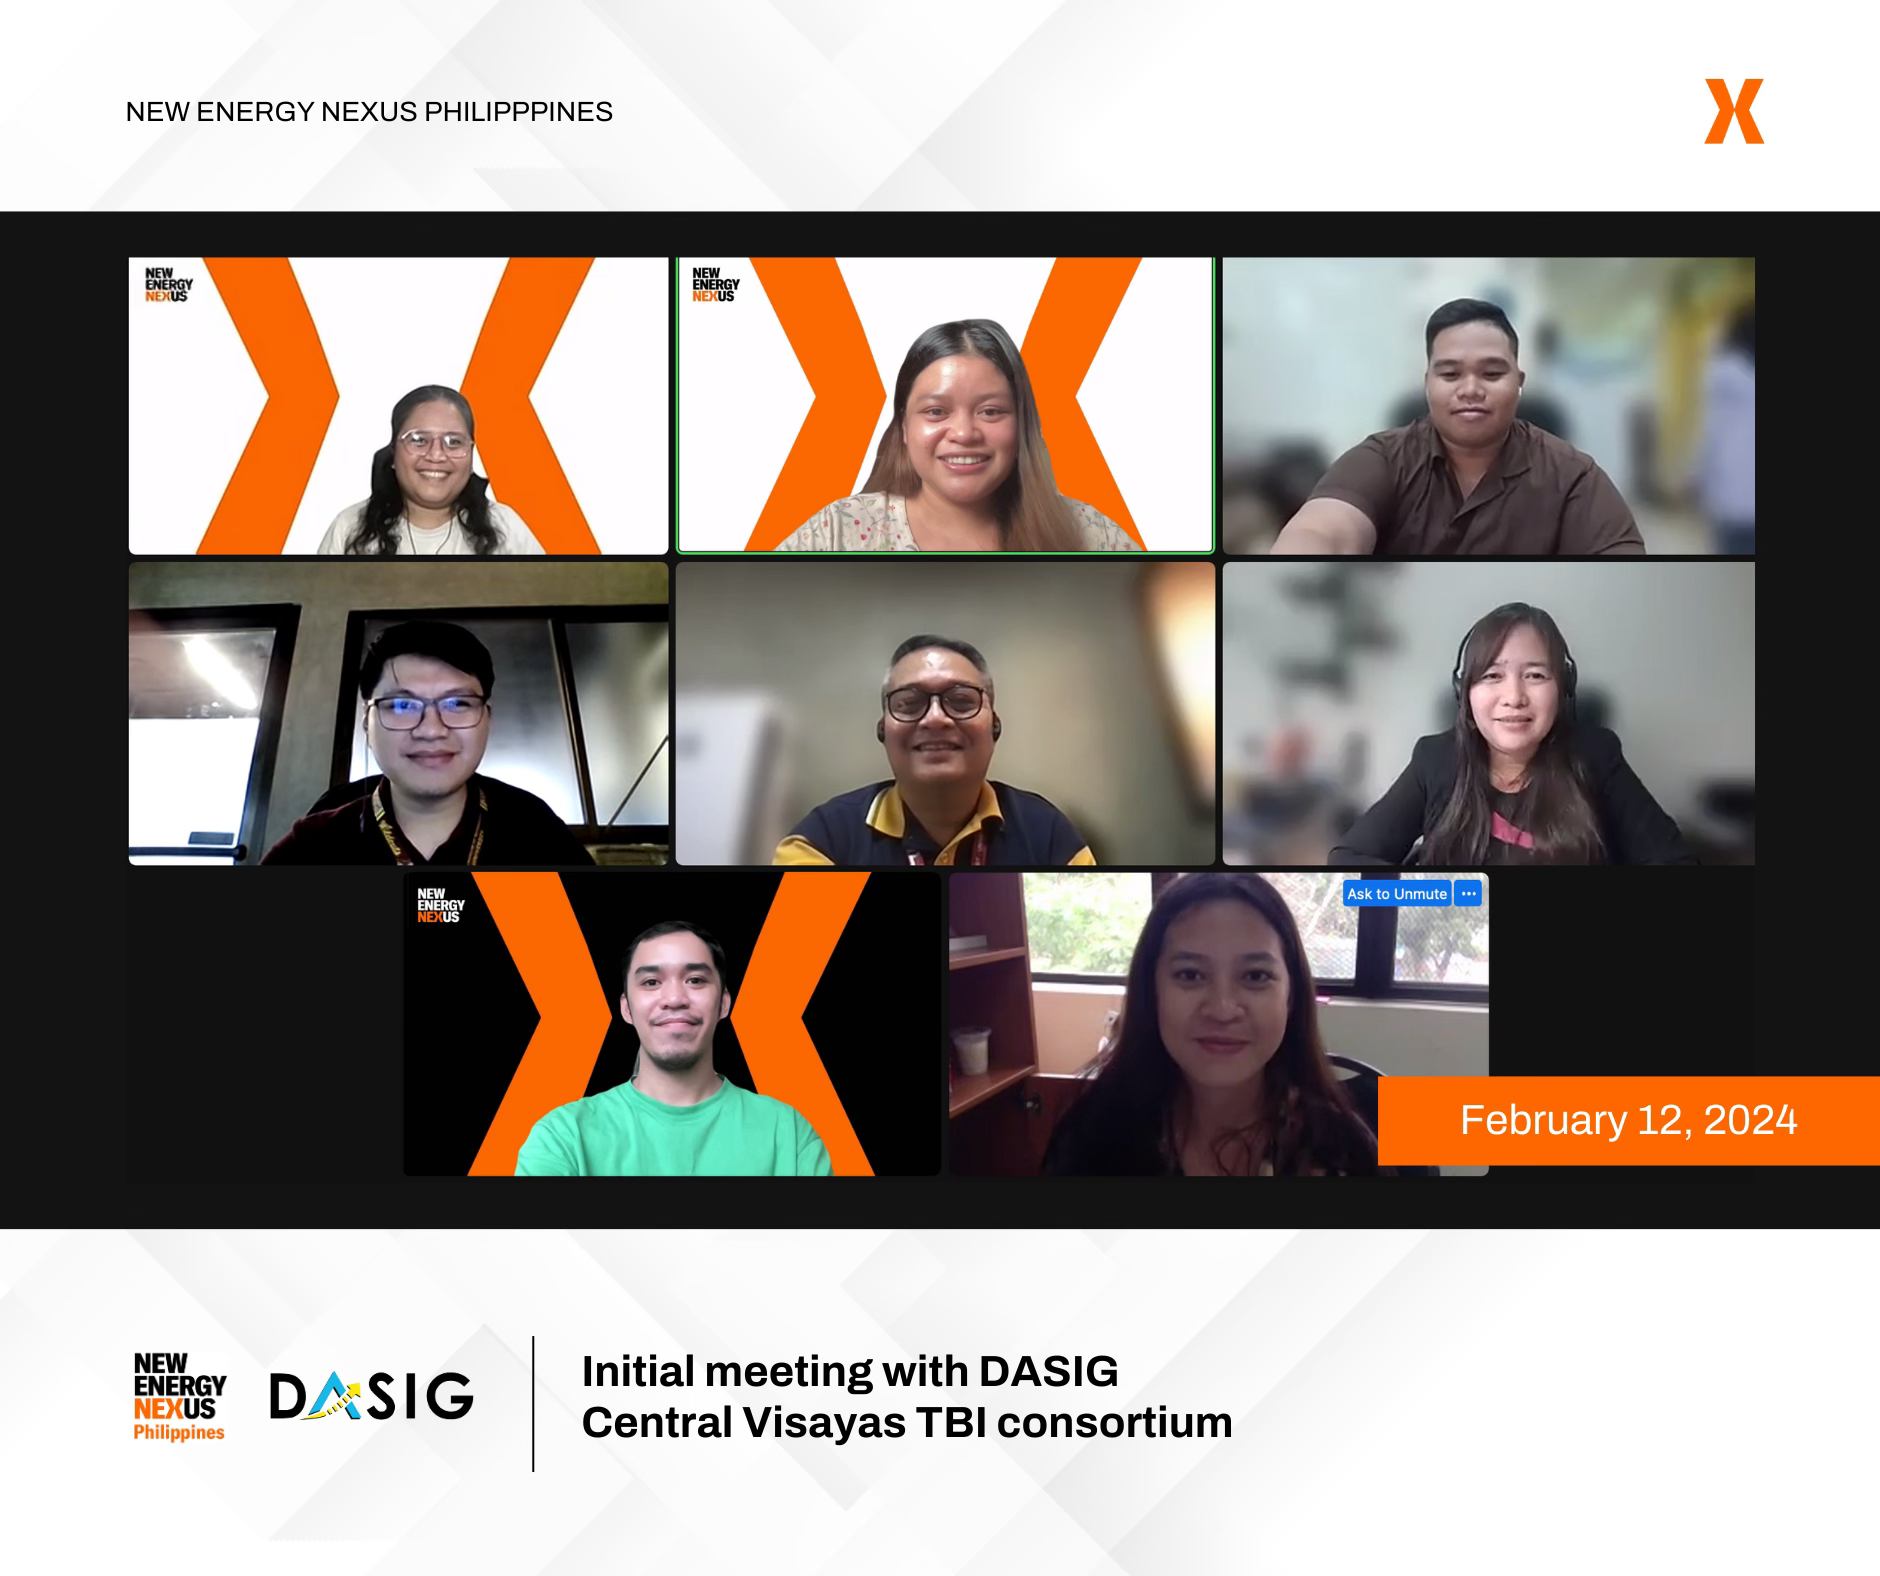 NEW ENERGY NEXUS PHILIPPPINES
NEW
ENERGY
NEXUS
NEW
ENERGY
NEXUS
NEW
ENERGY
NEXUS
Ask to Unmute
February 12, 2024
NEW
ENERGY
NEXUS
Philippines
DASIG
Initial meeting with DASIG
Central Visayas TBI consortium